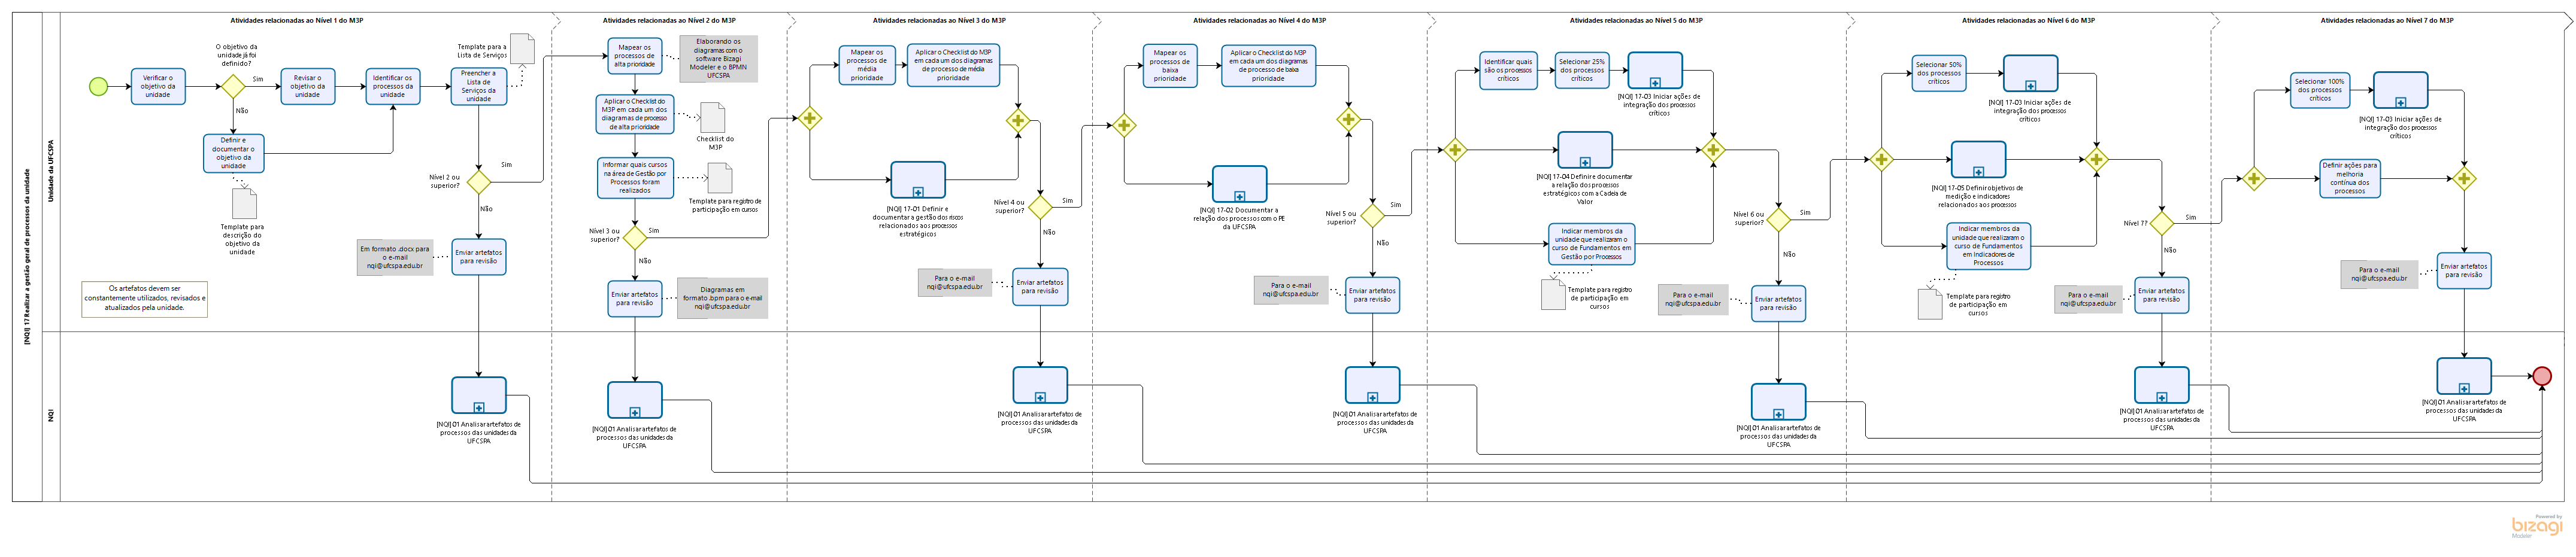 [NQI] 17 Realizar a gestão geral de processos da unidade
Unidade da UFCSPA
NQI
Atividades relacionadas ao Nível 1 do M3P
Verificar o
objetivo da
unidade
O objetivo da
unidade já foi
definido?
Sim
Não
Revisar o
objetivo da
unidade
Identificar os
processos da
unidade
Template para a
Lista de Serviços
Preencher a
Lista de
Serviços da
unidade
Definir e
documentar o
objetivo da
unidade
Template para
descrição do
objetivo da
unidade
Nível 2 ou
superior?
Sim
Não
Em formato .docx para
o e-mail
nqi@ufcspa.edu.br
Enviar artefatos
para revisão
Os artefatos devem ser
constantemente utilizados, revisados e
atualizados pela unidade.
[NQI] 01 Analisar artefatos de
processos das unidades da
UFCSPA
Atividades relacionadas ao Nível 2 do M3P
Mapear os
processos de
alta prioridade
Elaborando os
diagramas com o
software Bizagi
Modeler e o BPMN
UFCSPA
Aplicar o Checklist do
M3P em cada um dos
diagramas de processo
de alta prioridade
Checklist do
M3P
Informar quais cursos
na área de Gestão por
Processos foram
realizados
Template para registro de
participação em cursos
Nível 3 ou
superior?
Sim
Não
Enviar artefatos
para revisão
Diagramas em
formato .bpm para o e-mail
nqi@ufcspa.edu.br
[NQI] 01 Analisar artefatos de
processos das unidades da
UFCSPA
Atividades relacionadas ao Nível 3 do M3P
Mapear os
processos de
média
prioridade
Aplicar o Checklist do M3P
em cada um dos diagramas
de processo de média
prioridade
[NQI] 17-01 Definir e
documentar a gestão dos riscos
relacionados aos processos
estratégicos
Nível 4 ou
superior?
Sim
Não
Para o e-mail
nqi@ufcspa.edu.br
Enviar artefatos
para revisão
[NQI] 01 Analisar artefatos de
processos das unidades da
UFCSPA
Atividades relacionadas ao Nível 4 do M3P
Mapear os
processos de
baixa
prioridade
Aplicar o Checklist do M3P
em cada um dos diagramas
de processo de baixa
prioridade
[NQI] 17-02 Documentar a
relação dos processos com o PE
da UFCSPA
Nível 5 ou
superior?
Sim
Não
Para o e-mail
nqi@ufcspa.edu.br
Enviar artefatos
para revisão
[NQI] 01 Analisar artefatos de
processos das unidades da
UFCSPA
Atividades relacionadas ao Nível 5 do M3P
Identificar quais
são os processos
críticos
Selecionar 25%
dos processos
críticos
[NQI] 17-03 Iniciar ações de
integração dos processos
críticos
[NQI] 17-04 Definir e documentar
a relação dos processos
estratégicos com a Cadeia de
Valor
Indicar membros da
unidade que realizaram o
curso de Fundamentos em
Gestão por Processos
Template para registro
de participação em
cursos
Nível 6 ou
superior?
Sim
Não
Para o e-mail
nqi@ufcspa.edu.br
Enviar artefatos
para revisão
[NQI] 01 Analisar artefatos de
processos das unidades da
UFCSPA
Atividades relacionadas ao Nível 6 do M3P
Selecionar 50%
dos processos
críticos
[NQI] 17-03 Iniciar ações de
integração dos processos
críticos
[NQI] 17-05 Definir objetivos de
medição e indicadores
relacionados aos processos
Indicar membros da
unidade que realizaram o
curso de Fundamentos
em Indicadores de
Processos
Template para registro
de participação em
cursos
Nível 7?
Sim
Não
Para o e-mail
nqi@ufcspa.edu.br
Enviar artefatos
para revisão
[NQI] 01 Analisar artefatos de
processos das unidades da
UFCSPA
Atividades relacionadas ao Nível 7 do M3P
Selecionar 100%
dos processos
críticos
[NQI] 17-03 Iniciar ações de
integração dos processos
críticos
Definir ações para
melhoria
contínua dos
processos
Para o e-mail
nqi@ufcspa.edu.br
Enviar artefatos
para revisão
[NQI] 01 Analisar artefatos de
processos das unidades da
UFCSPA
Powered by
bizagi
Modeler